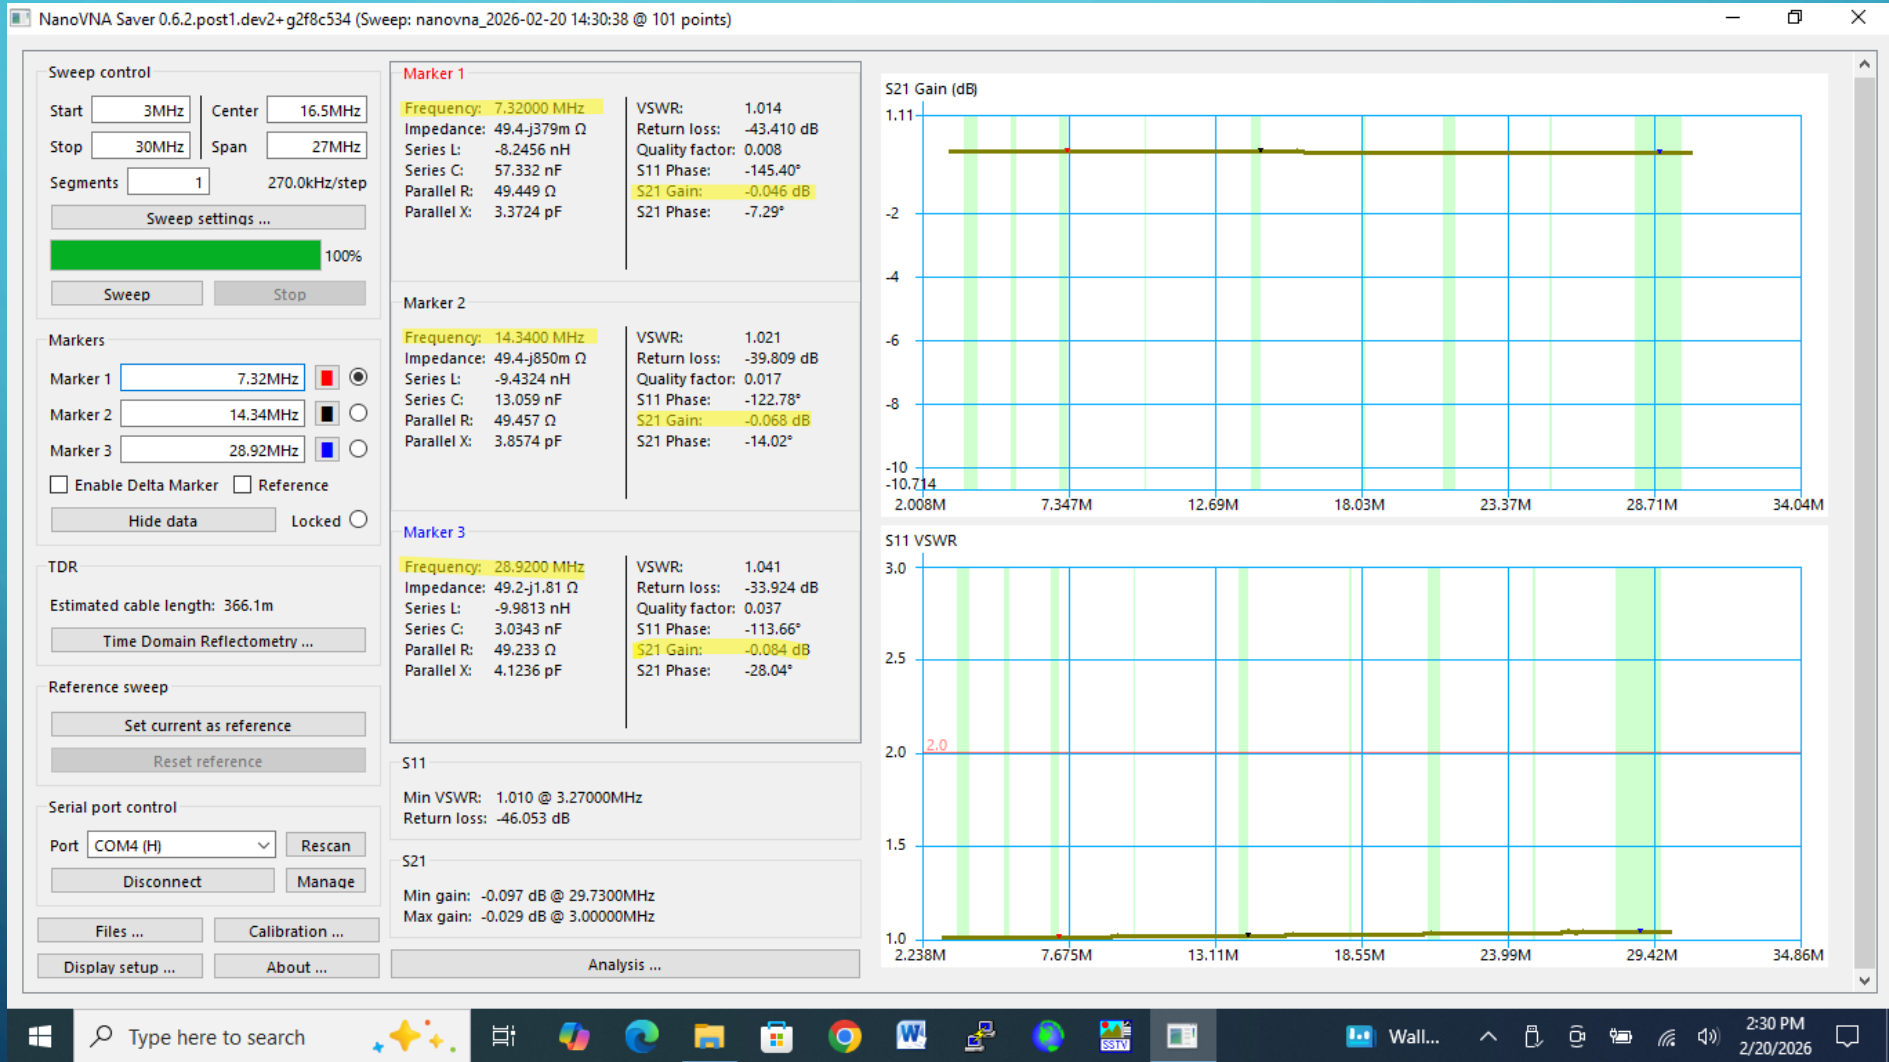 NanoVNA Saver 0.6.2.post1.dev2+g2f8c534 (Sweep: nanovna_2026-02-20 14:30:38 @ 101 points)
Sweep control
Start 3MHz Center 16.5MHz
Stop 30MHz Span 27MHz
Segments 1 270.0kHz/step
Sweep settings ...
100%
Sweep Stop
Markers
Marker 1 7.32MHz
Marker 2 14.34MHz
Marker 3 28.92MHz
Enable Delta Marker Reference
Hide data Locked
TDR
Estimated cable length: 366.1m
Time Domain Reflectometry ...
Reference sweep
Set current as reference
Reset reference
Serial port control
Port COM4 (H) Rescan
Disconnect Manage
Files ... Calibration ...
Display setup ... About ...
Marker 1
Frequency: 7.32000 MHz VSWR: 1.014
Impedance: 49.4-j379m Ω Return loss: -43.410 dB
Series L: -8.2456 nH Quality factor: 0.008
Series C: 57.332 nF S11 Phase: -145.40°
Parallel R: 49.449 Ω S21 Gain: -0.046 dB
Parallel X: 3.3724 pF S21 Phase: -7.29°
Marker 2
Frequency: 14.3400 MHz VSWR: 1.021
Impedance: 49.4-j850m Ω Return loss: -39.809 dB
Series L: -9.4324 nH Quality factor: 0.017
Series C: 13.059 nF S11 Phase: -122.78°
Parallel R: 49.457 Ω S21 Gain: -0.068 dB
Parallel X: 3.8574 pF S21 Phase: -14.02°
Marker 3
Frequency: 28.9200 MHz VSWR: 1.041
Impedance: 49.2-j1.81 Ω Return loss: -33.924 dB
Series L: -9.9813 nH Quality factor: 0.037
Series C: 3.0343 nF S11 Phase: -113.66°
Parallel R: 49.233 Ω S21 Gain: -0.084 dB
Parallel X: 4.1236 pF S21 Phase: -28.04°
S11
Min VSWR: 1.010 @ 3.27000MHz
Return loss: -46.053 dB
S21
Min gain: -0.097 dB @ 29.7300MHz
Max gain: -0.029 dB @ 3.00000MHz
Analysis ...
S21 Gain (dB)
1.11
-2
-4
-6
-8
-10
-10.714
2.008M 7.347M 12.69M 18.03M 23.37M 28.71M 34.04M
S11 VSWR
3.0
2.5
2.0 2.0
1.5
1.0
2.238M 7.675M 13.11M 18.55M 23.99M 29.42M 34.86M
Type here to search
W
SSTV
Wall...
2:30 PM
2/20/2026